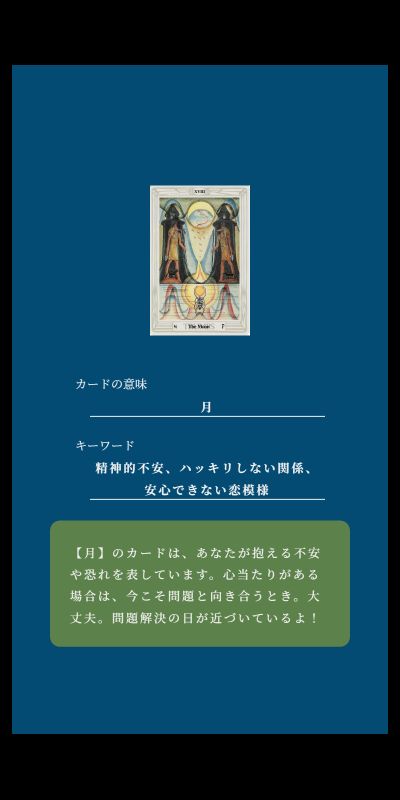 XVIII
The Moon
カードの意味
月
キーワード
精神的不安、ハッキリしない関係、
安心できない恋模様
【月】のカードは、あなたが抱える不安
や恐れを表しています。心当たりがある
場合は、今こそ問題と向き合うとき。大
丈夫。問題解決の日が近づいているよ！